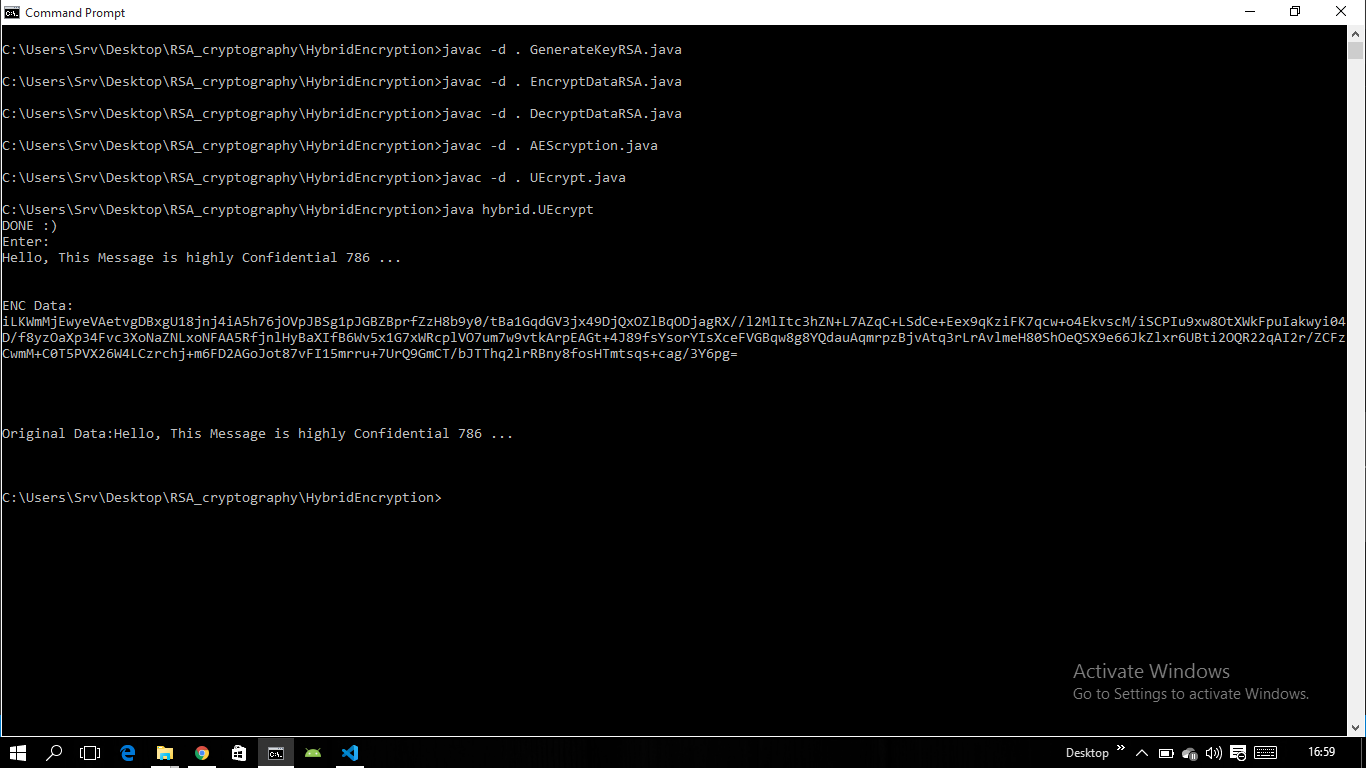 Command Prompt
C:\Users\Srv\Desktop\RSA_cryptography\HybridEncryption>javac -d . GenerateKeyRSA.java
C:\Users\Srv\Desktop\RSA_cryptography\HybridEncryption>javac -d . EncryptDataRSA.java
C:\Users\Srv\Desktop\RSA_cryptography\HybridEncryption>javac -d . DecryptDataRSA.java
C:\Users\Srv\Desktop\RSA_cryptography\HybridEncryption>javac -d . AEScryption.java
C:\Users\Srv\Desktop\RSA_cryptography\HybridEncryption>javac -d . UEcrypt.java
C:\Users\Srv\Desktop\RSA_cryptography\HybridEncryption>java hybrid.UEcrypt
DONE :)
Enter:
Hello, This Message is highly Confidential 786 ...
ENC Data:
iLKWmMjEwyeVAetvgDBxgU18jnj4iA5h76jOVpJBSg1pJGBZBprfZzH8b9y0/tBa1GqdGV3jx49DjQxOZlBqODjagRX//l2MlItc3hZN+L7AZqC+LSdCe+Eex9qKziFK7qcw+o4EkvscM/iSCPIu9xw8OtXWkFpuIakwyi04
D/f8yzOaXp34Fvc3XoNaZNLxoNFAA5RfjnlHyBaXIfB6Wv5x1G7xWRcplVO7um7w9vtkArpEAGt+4J89fsYsorYIsXceFVGBqw8g8YQdauAqmrpzBjvAtq3rLrAvlmeH80ShOeQSX9e66JkZlxr6UBti2OQR22qAI2r/ZCFz
CwmM+C0T5PVX26W4LCzrchj+m6FD2AGoJot87vFI15mrru+7UrQ9GmCT/bJTThq2lrRBny8fosHTmtsqs+cag/3Y6pg=
Original Data:Hello, This Message is highly Confidential 786 ...
C:\Users\Srv\Desktop\RSA_cryptography\HybridEncryption>
Activate Windows
Go to Settings to activate Windows.
Desktop
16:59